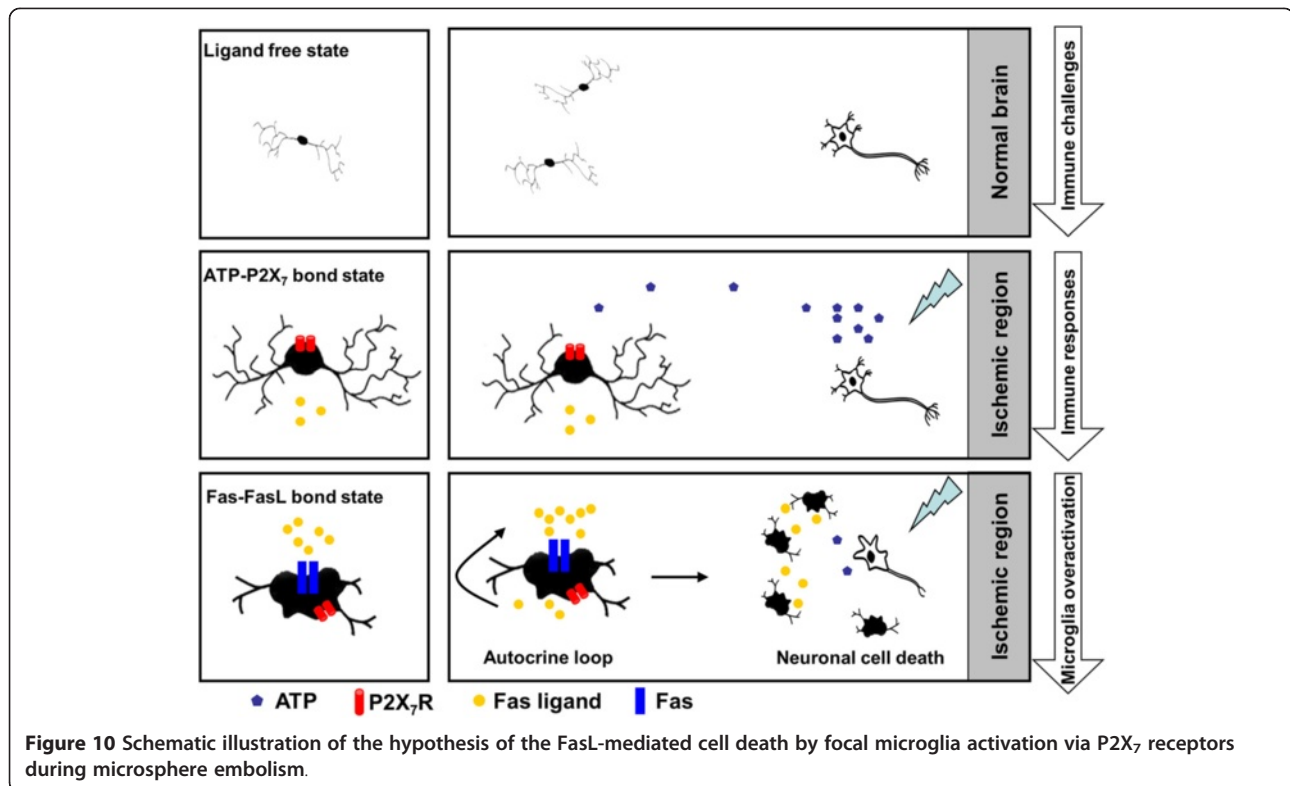 Ligand free state
Normal brain
Immune challenges
ATP-P2X₇ bond state
Ischemic region
Immune responses
Fas-FasL bond state
Autocrine loop
Neuronal cell death
Ischemic region
Microglia overactivation
ATP P2X₇R Fas ligand Fas
Figure 10 Schematic illustration of the hypothesis of the FasL-mediated cell death by focal microglia activation via P2X₇ receptors
during microsphere embolism.